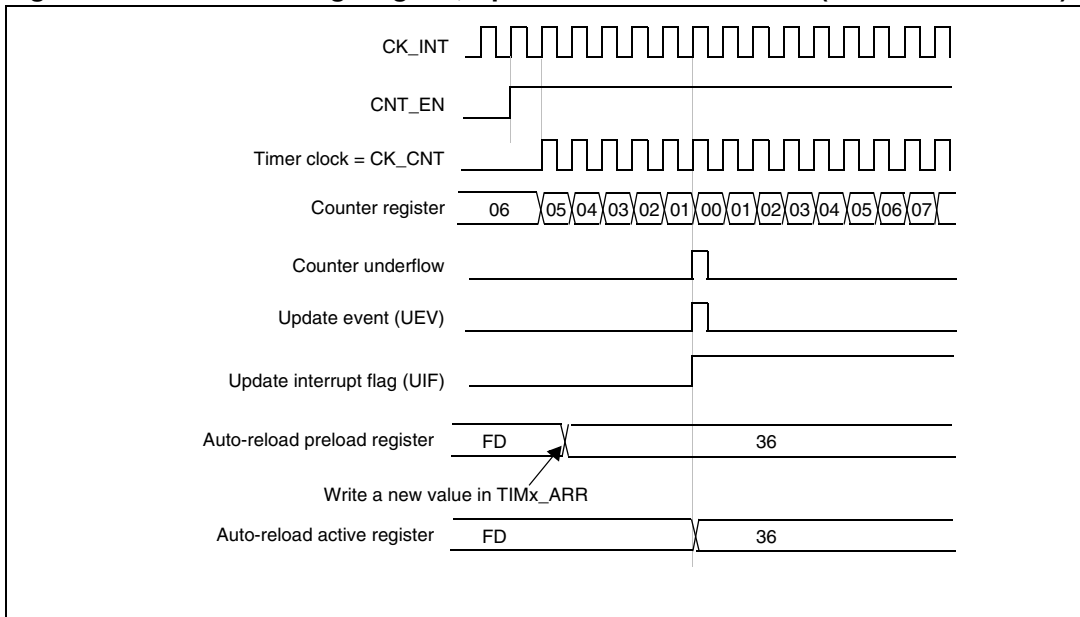 CK_INT
CNT_EN
Timer clock = CK_CNT
Counter register 06 05 04 03 02 01 00 01 02 03 04 05 06 07
Counter underflow
Update event (UEV)
Update interrupt flag (UIF)
Auto-reload preload register FD 36
Write a new value in TIMx_ARR
Auto-reload active register FD 36